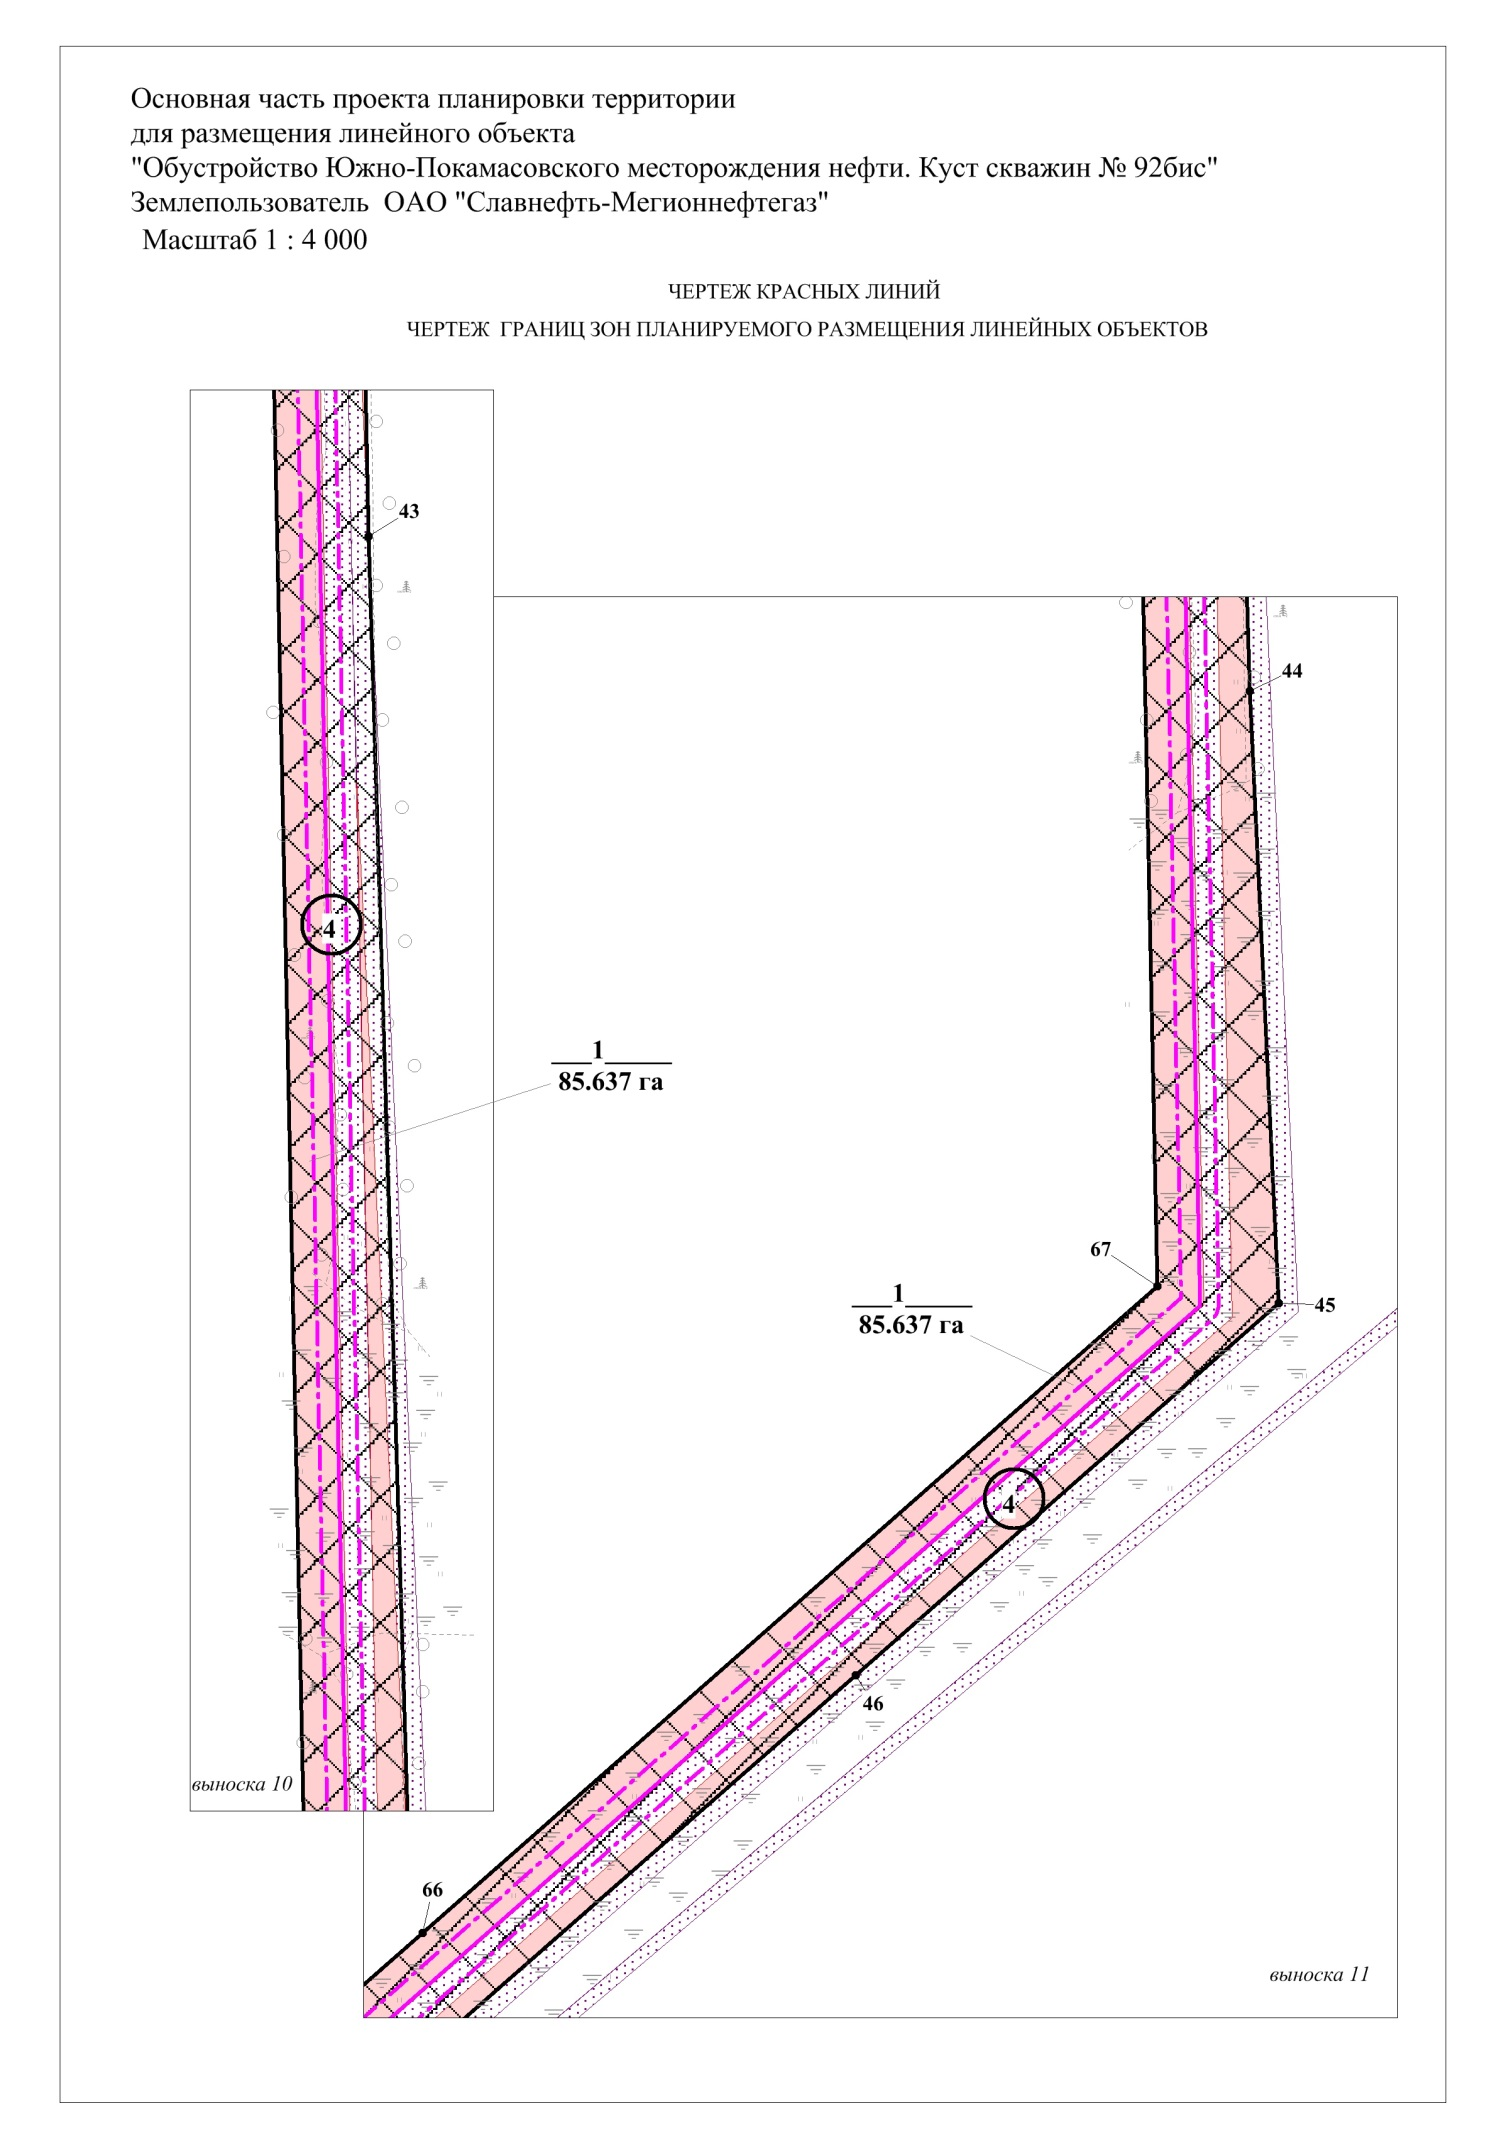 Основная часть проекта планировки территории
для размещения линейного объекта
"Обустройство Южно-Покамасовского месторождения нефти. Куст скважин № 92бис"
Землепользователь ОАО "Славнефть-Мегионнефтегаз"
Масштаб 1 : 4 000
ЧЕРТЕЖ КРАСНЫХ ЛИНИЙ
ЧЕРТЕЖ ГРАНИЦ ЗОН ПЛАНИРУЕМОГО РАЗМЕЩЕНИЯ ЛИНЕЙНЫХ ОБЪЕКТОВ
43
4
1
85.637 га
выноска 10
44
67
45
1
85.637 га
4
46
66
выноска 11